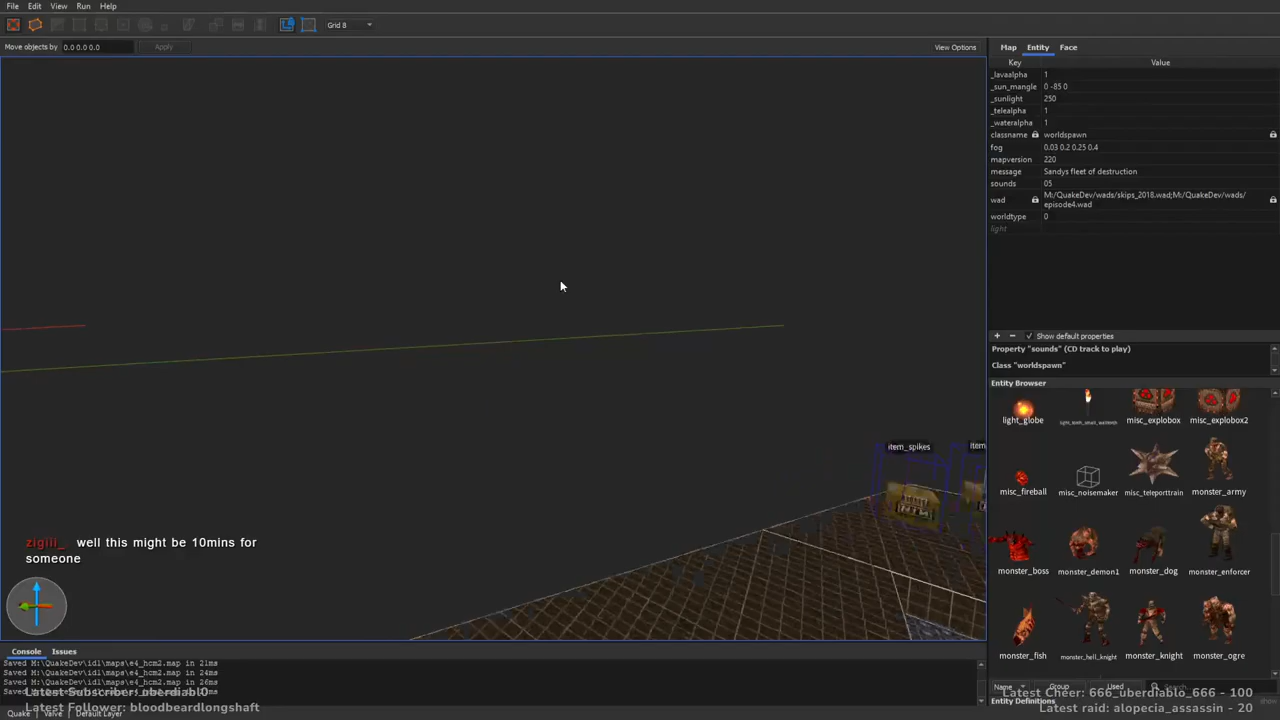 File Edit View Run Help
Grid 8
Move objects by 0.0 0.0 0.0 Apply View Options
Map Entity Face
Key Value
_lavaalpha 1
_sun_mangle 0 -85 0
_sunlight 250
_telealpha 1
_wateralpha 1
classname worldspawn
fog 0.03 0.2 0.25 0.4
mapversion 220
message Sandys fleet of destruction
sounds 05
wad M:/QuakeDev/wads/skips_2018.wad;M:/QuakeDev/wads/
episode4.wad
worldtype 0
light
+ − Show default properties
Property "sounds" (CD track to play)
Class "worldspawn"
Entity Browser
light_globe misc_explobox misc_explobox2
misc_fireball misc_noisemaker misc_teleporttrain monster_army
monster_boss monster_demon1 monster_dog monster_enforcer
monster_fish monster_hell_knight monster_knight monster_ogre
Name Group Used Search
Entity Definitions
item_spikes item
zigiii_ well this might be 10mins for
someone
Console Issues
Saved M:\QuakeDev\id1\maps\e4_hcm2.map in 21ms
Saved M:\QuakeDev\id1\maps\e4_hcm2.map in 24ms
Saved M:\QuakeDev\id1\maps\e4_hcm2.map in 26ms
Latest Follower: bloodbeardlongshaft
Quake Valve Default Layer
Latest Cheer: 666_uberdiablo_666 - 100
Latest raid: alopecia_assassin - 20